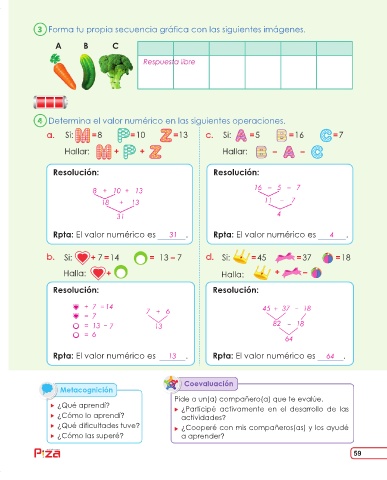 3 Forma tu propia secuencia gráfica con las siguientes imágenes.
A B C
Respuesta libre
4 Determina el valor numérico en las siguientes operaciones.
a. Si: M = 8 P = 10 Z = 13
Hallar: M + P + Z
Resolución:
8 + 10 + 13
18 + 13
31
Rpta: El valor numérico es 31.
c. Si: A = 5 B = 16 C = 7
Hallar: B - A - C
Resolución:
16 - 5 - 7
11 - 7
4
Rpta: El valor numérico es 4.
b. Si: + 7 = 14 = 13 - 7
Halla: +
Resolución:
+ 7 - 14
= 7
= 13 - 7
= 6
7 + 6
13
Rpta: El valor numérico es 13.
d. Si: = 45 = 37 = 18
Halla: + -
Resolución:
45 + 37 - 18
82 - 18
64
Rpta: El valor numérico es 64.
Metacognición
▸ ¿Qué aprendí?
▸ ¿Cómo lo aprendí?
▸ ¿Qué dificultades tuve?
▸ ¿Cómo las superé?
Coevaluación
Pide a un(a) compañero(a) que te evalúe.
▸ ¿Participé activamente en el desarrollo de las
actividades?
▸ ¿Cooperé con mis compañeros(as) y los ayudé
a aprender?
59